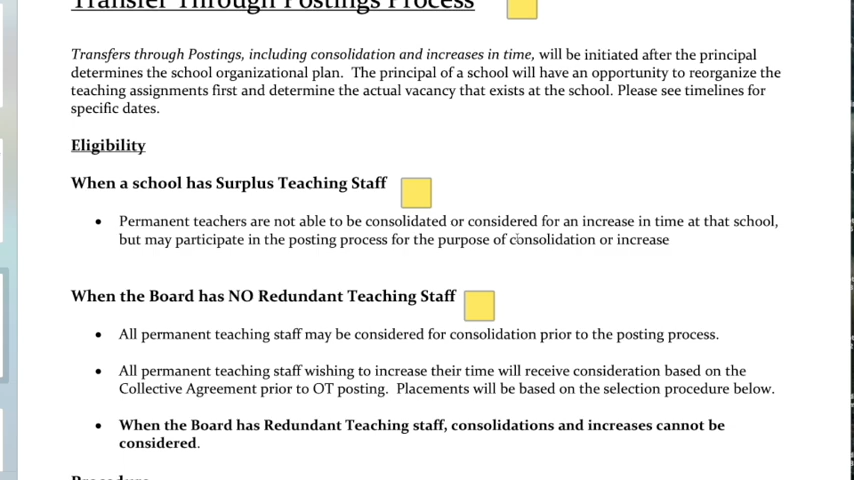 Transfer Through Postings Process
Transfers through Postings, including consolidation and increases in time, will be initiated after the principal
determines the school organizational plan.  The principal of a school will have an opportunity to reorganize the
teaching assignments first and determine the actual vacancy that exists at the school. Please see timelines for
specific dates.
Eligibility
When a school has Surplus Teaching Staff
• Permanent teachers are not able to be consolidated or considered for an increase in time at that school,
but may participate in the posting process for the purpose of consolidation or increase
When the Board has NO Redundant Teaching Staff
• All permanent teaching staff may be considered for consolidation prior to the posting process.
• All permanent teaching staff wishing to increase their time will receive consideration based on the
Collective Agreement prior to OT posting.  Placements will be based on the selection procedure below.
• When the Board has Redundant Teaching staff, consolidations and increases cannot be
considered.
Procedure